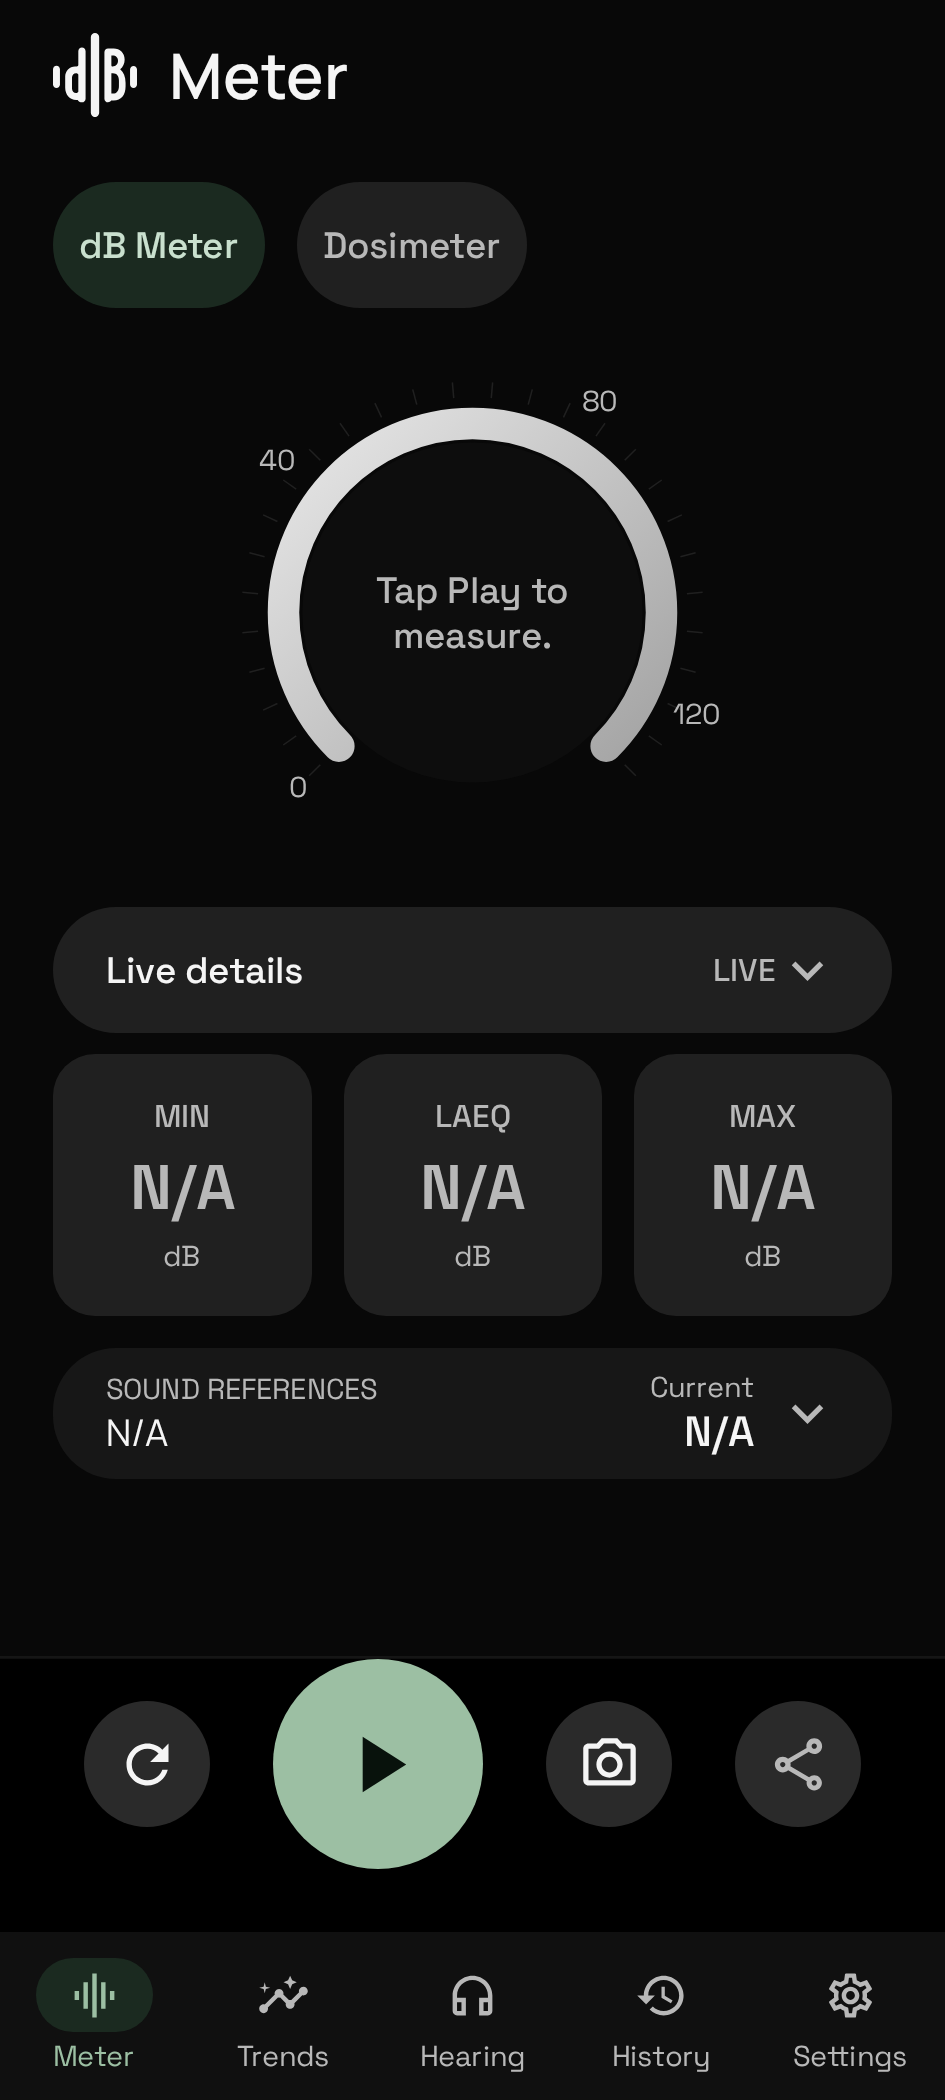 dB Meter
dB Meter Dosimeter
80
40
Tap Play to
measure.
120
0
Live details LIVE
MIN LAEQ MAX
N/A N/A N/A
dB dB dB
SOUND REFERENCES Current
N/A N/A
Meter Trends Hearing History Settings